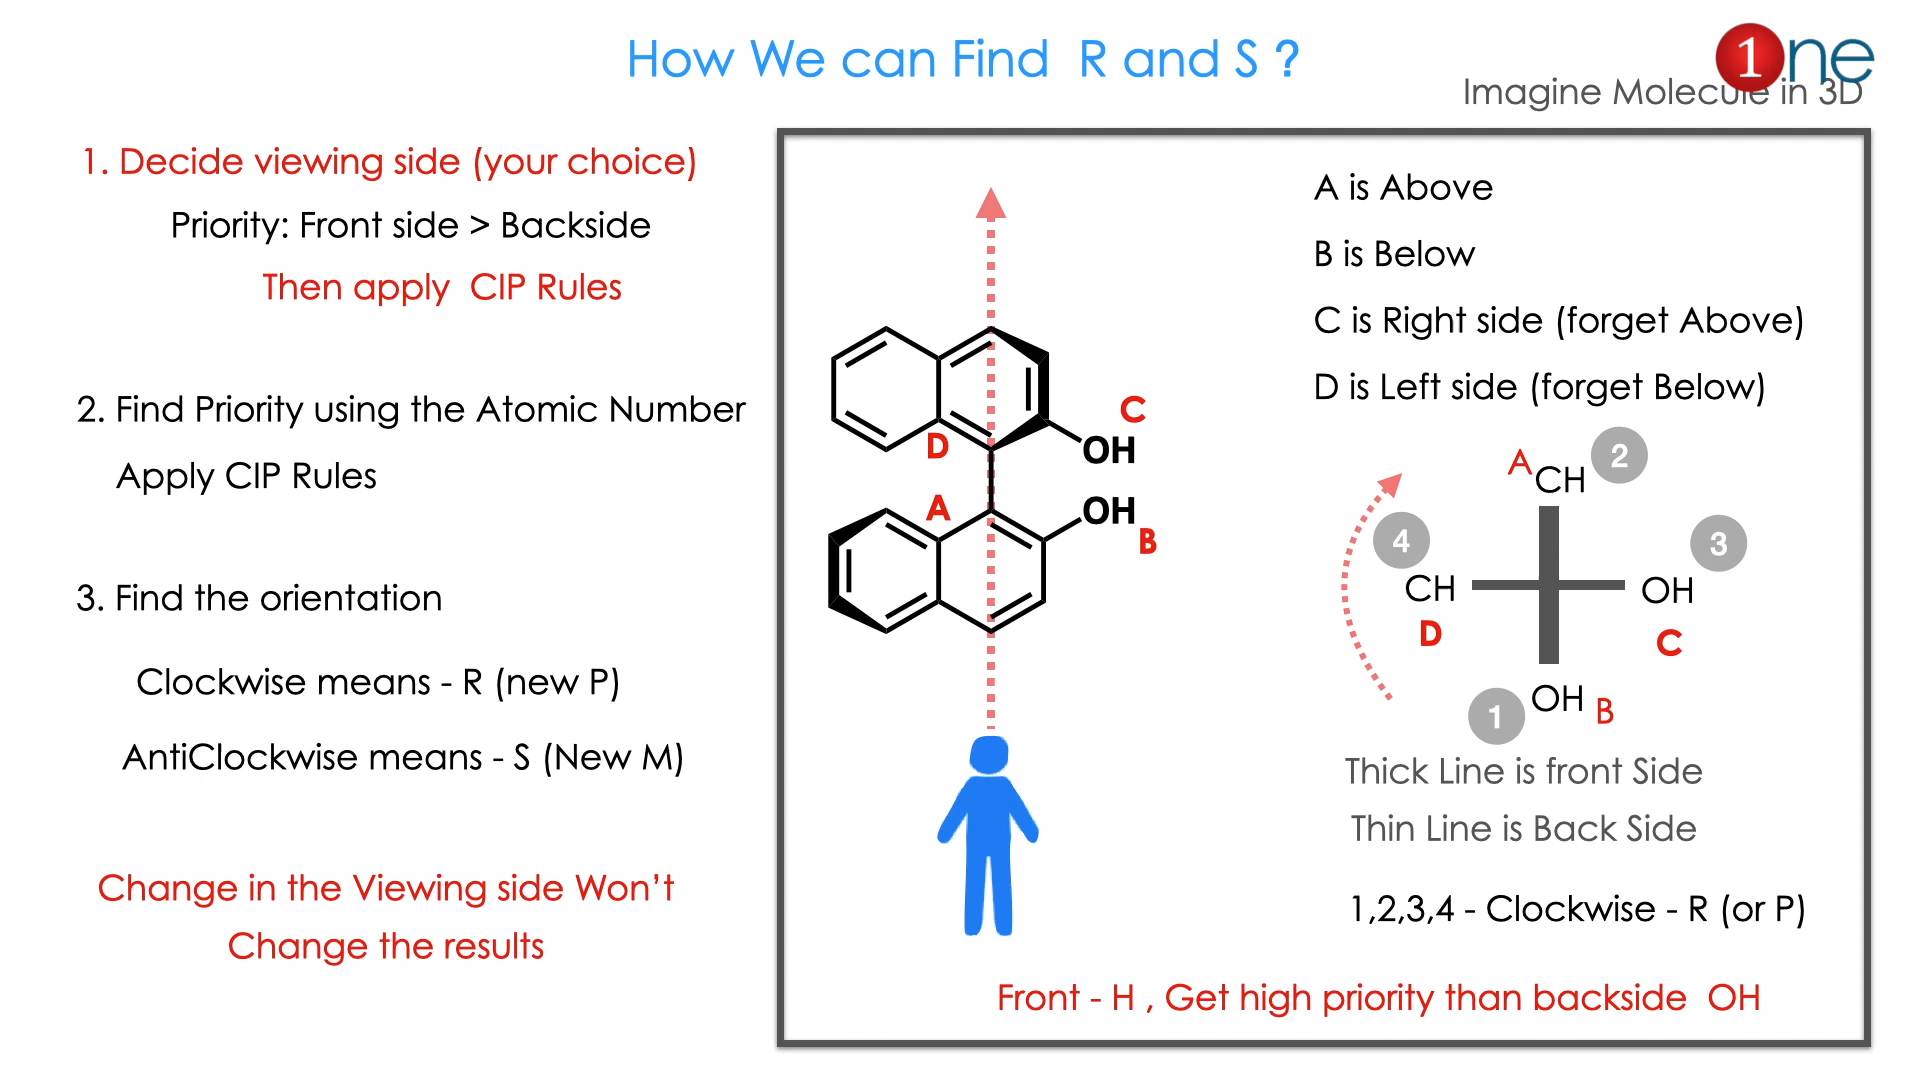 How We can Find R and S ?
1ne
Imagine Molecule in 3D
1. Decide viewing side (your choice)
Priority: Front side > Backside
Then apply CIP Rules
2. Find Priority using the Atomic Number
Apply CIP Rules
3. Find the orientation
Clockwise means - R (new P)
AntiClockwise means - S (New M)
Change in the Viewing side Won't
Change the results
C
D
OH
A
OH
B
A is Above
B is Below
C is Right side (forget Above)
D is Left side (forget Below)
A CH 2
4
3
CH
OH
D
C
1 OH B
Thick Line is front Side
Thin Line is Back Side
1,2,3,4 - Clockwise - R (or P)
Front - H , Get high priority than backside OH